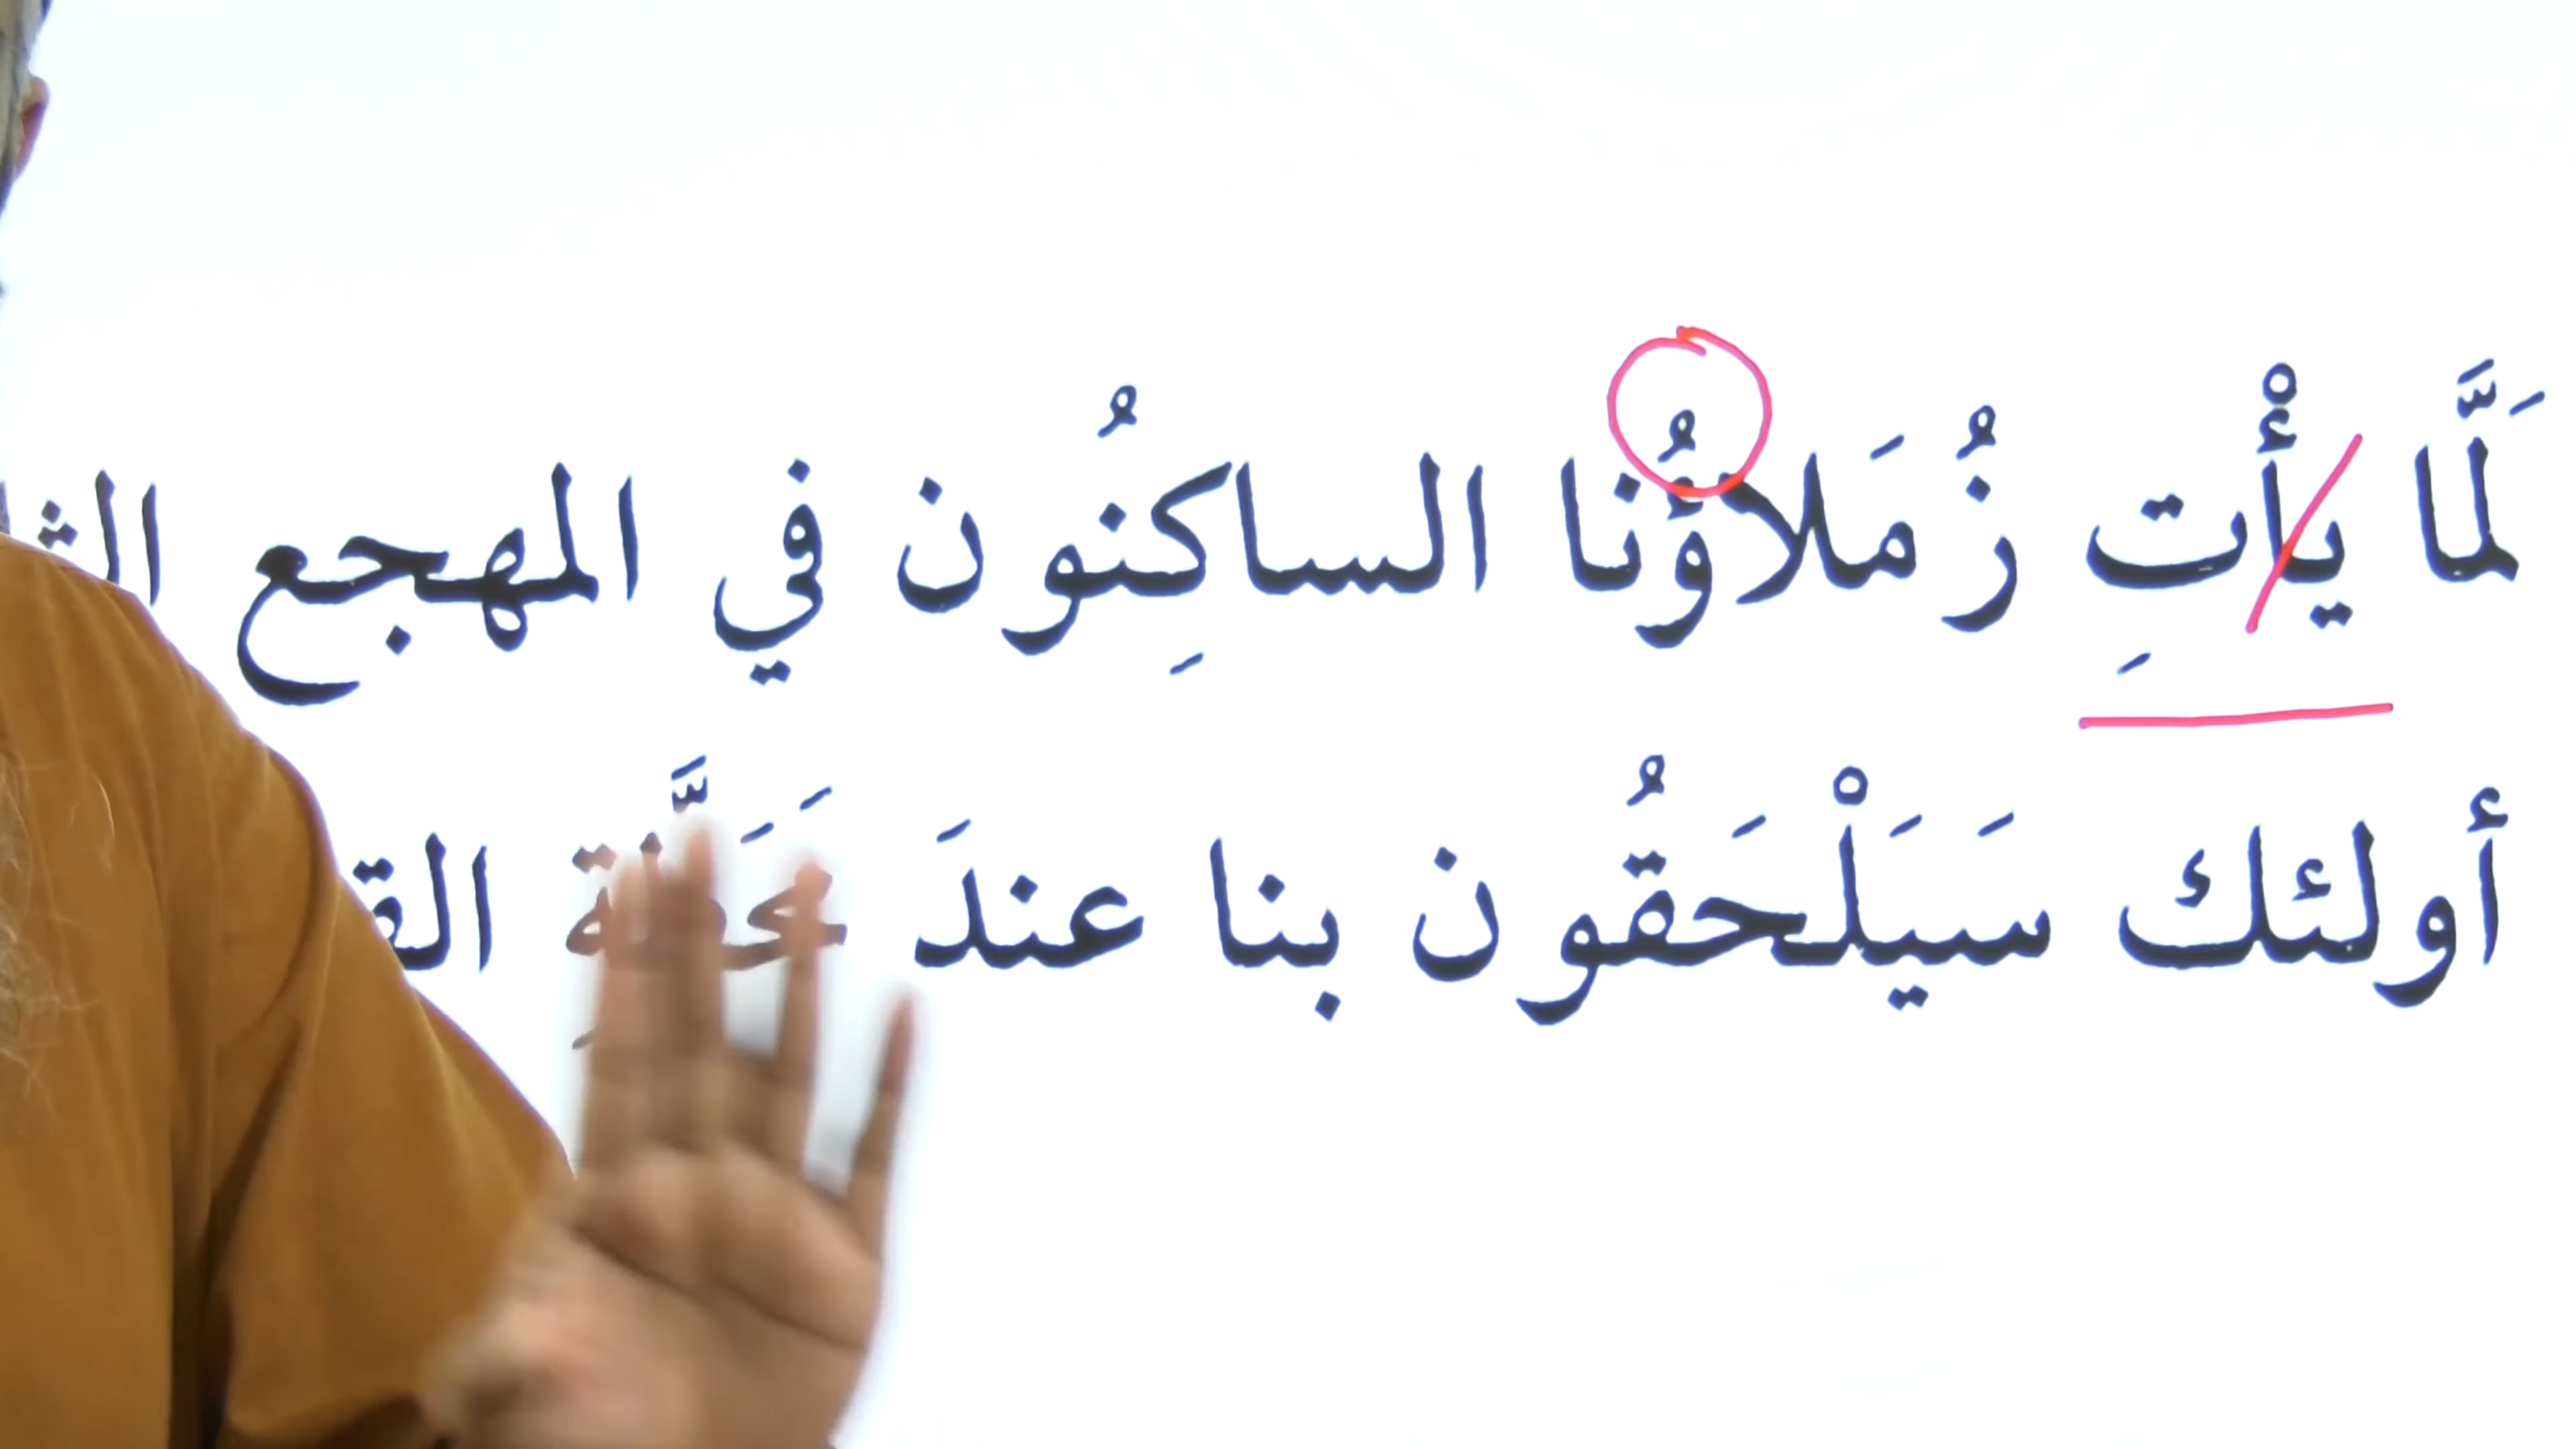 لَمَّا يأْتِ زُمَلاؤُنا الساكِنُون في المهجع
أولئك سَيَلْحَقُون بنا عندَ